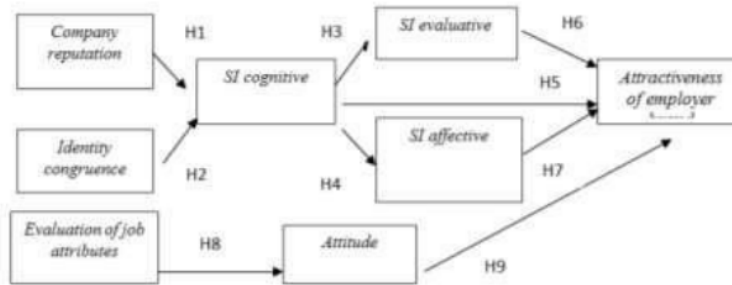 Company
reputation
H1
H3
SI evaluative
H6
SI cognitive
H5
Attractiveness
of employer
Identity
congruence
H2
H4
SI affective
H7
Evaluation of job
attributes
H8
Attitude
H9